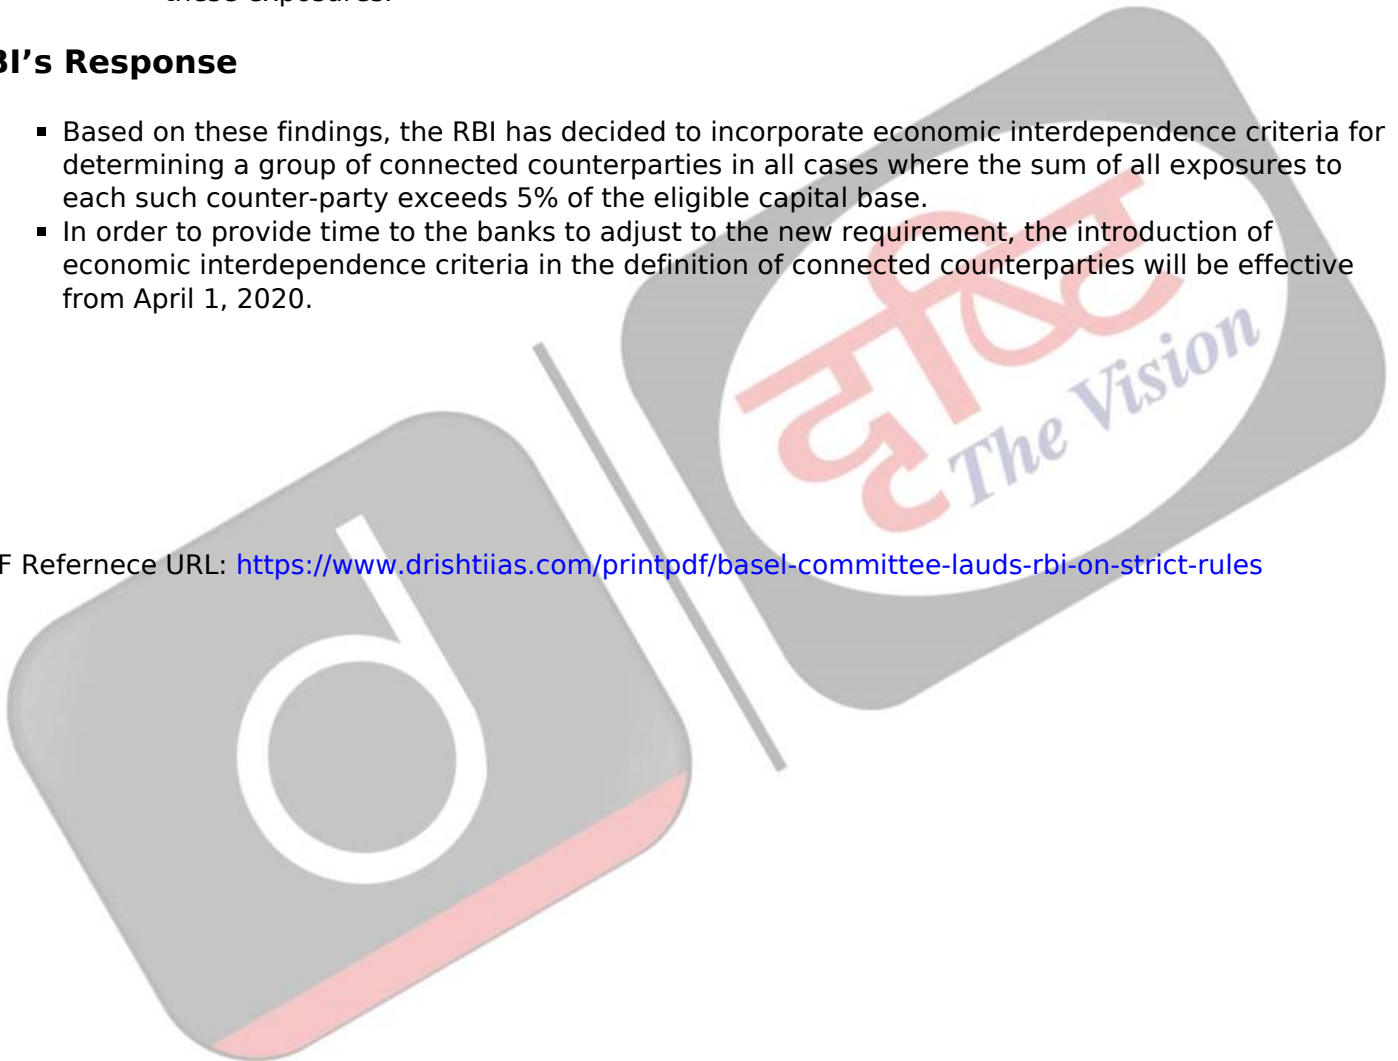 these exposures.
BI’s Response
▪ Based on these findings, the RBI has decided to incorporate economic interdependence criteria for
determining a group of connected counterparties in all cases where the sum of all exposures to
each such counter-party exceeds 5% of the eligible capital base.
▪ In order to provide time to the banks to adjust to the new requirement, the introduction of
economic interdependence criteria in the definition of connected counterparties will be effective
from April 1, 2020.
दृष्टि
The Vision
F Refernece URL: https://www.drishtiias.com/printpdf/basel-committee-lauds-rbi-on-strict-rules
d